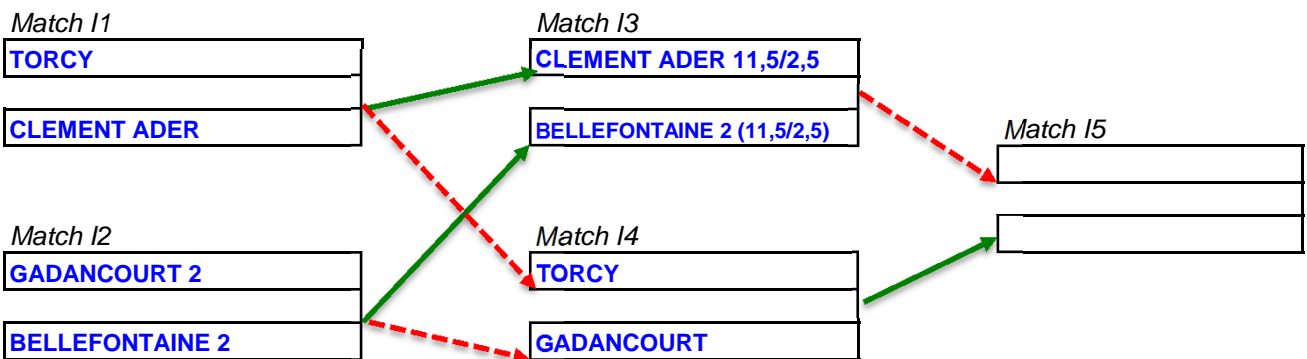 Match I1
TORCY
CLEMENT ADER
Match I2
GADANCOURT 2
BELLEFONTAINE 2
Match I3
CLEMENT ADER 11,5/2,5
BELLEFONTAINE 2 (11,5/2,5)
Match I4
TORCY
GADANCOURT
Match I5